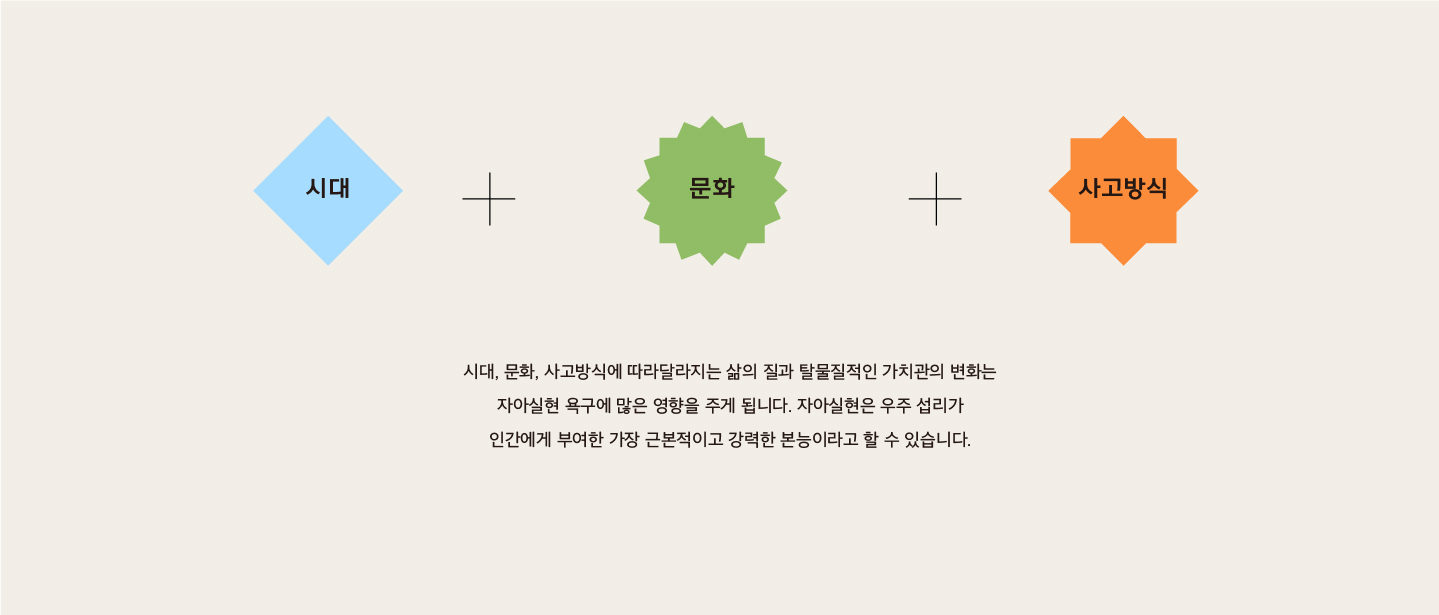 시대
문화
사고방식
시대, 문화, 사고방식에 따라달라지는 삶의 질과 탈물질적인 가치관의 변화는
자아실현 욕구에 많은 영향을 주게 됩니다. 자아실현은 우주 섭리가
인간에게 부여한 가장 근본적이고 강력한 본능이라고 할 수 있습니다.